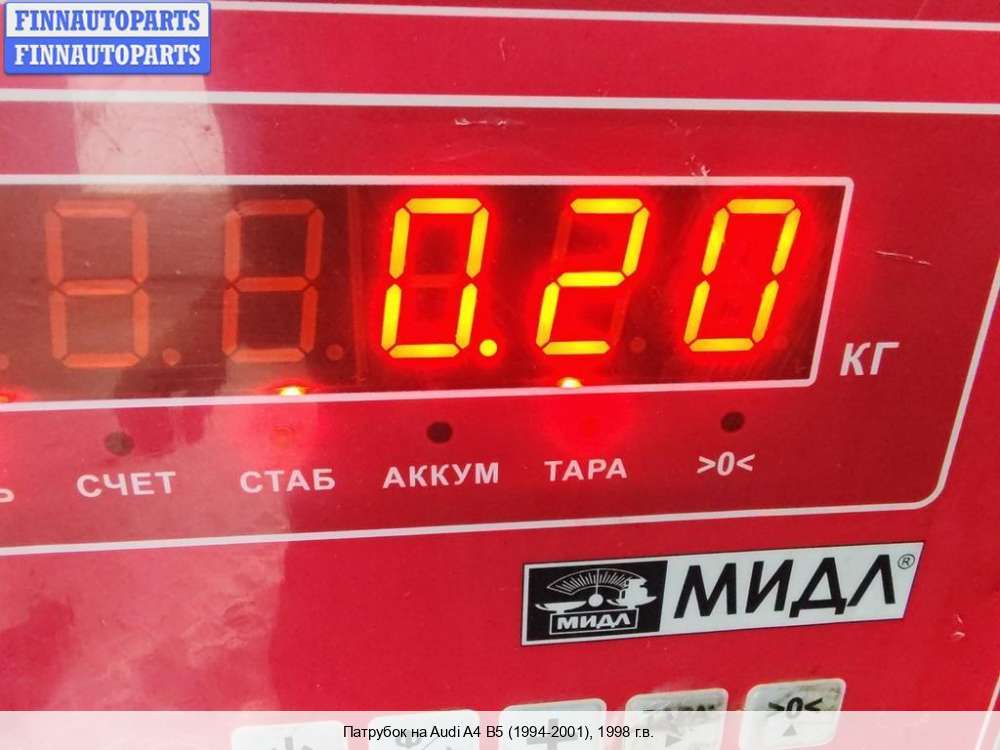 FINNAUTOPARTS
FINNAUTOPARTS
0.20
КГ
СЧЕТ СТАБ АККУМ ТАРА >0<
МИДЛ МИДЛ®
>0<
Патрубок на Audi A4 B5 (1994-2001), 1998 г.в.